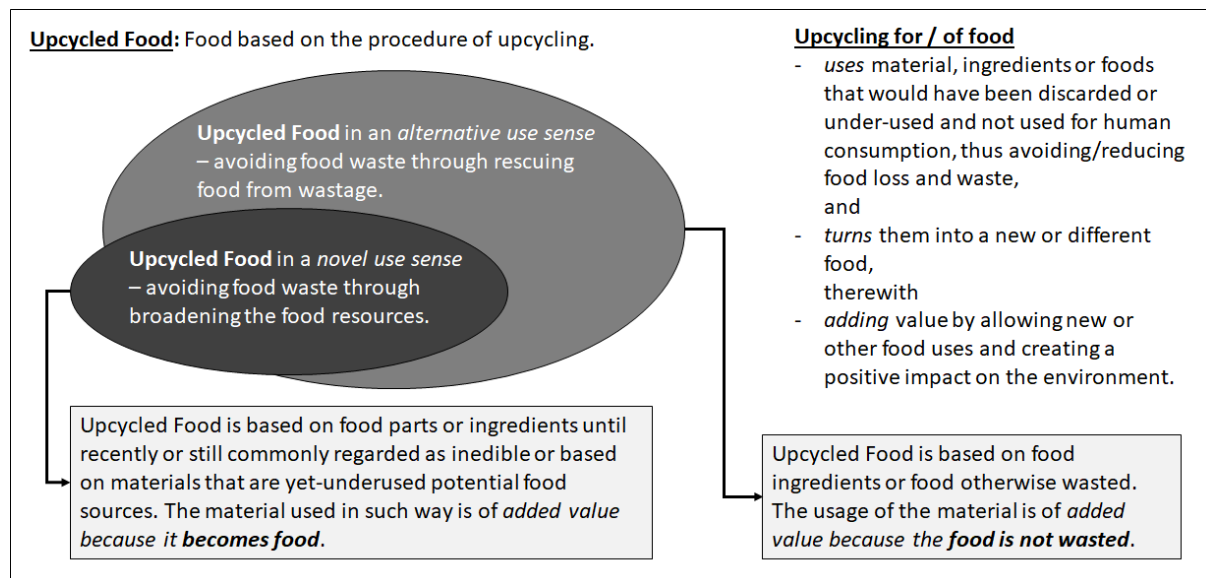 Upcycled Food: Food based on the procedure of upcycling.
Upcycled Food in an alternative use sense
– avoiding food waste through rescuing
food from wastage.
Upcycled Food in a novel use sense
– avoiding food waste through
broadening the food resources.
Upcycled Food is based on food parts or ingredients until
recently or still commonly regarded as inedible or based
on materials that are yet-underused potential food
sources. The material used in such way is of added value
because it becomes food.
Upcycling for / of food
- uses material, ingredients or foods
that would have been discarded or
under-used and not used for human
consumption, thus avoiding/reducing
food loss and waste,
and
- turns them into a new or different
food,
therewith
- adding value by allowing new or
other food uses and creating a
positive impact on the environment.
Upcycled Food is based on food
ingredients or food otherwise wasted.
The usage of the material is of added
value because the food is not wasted.